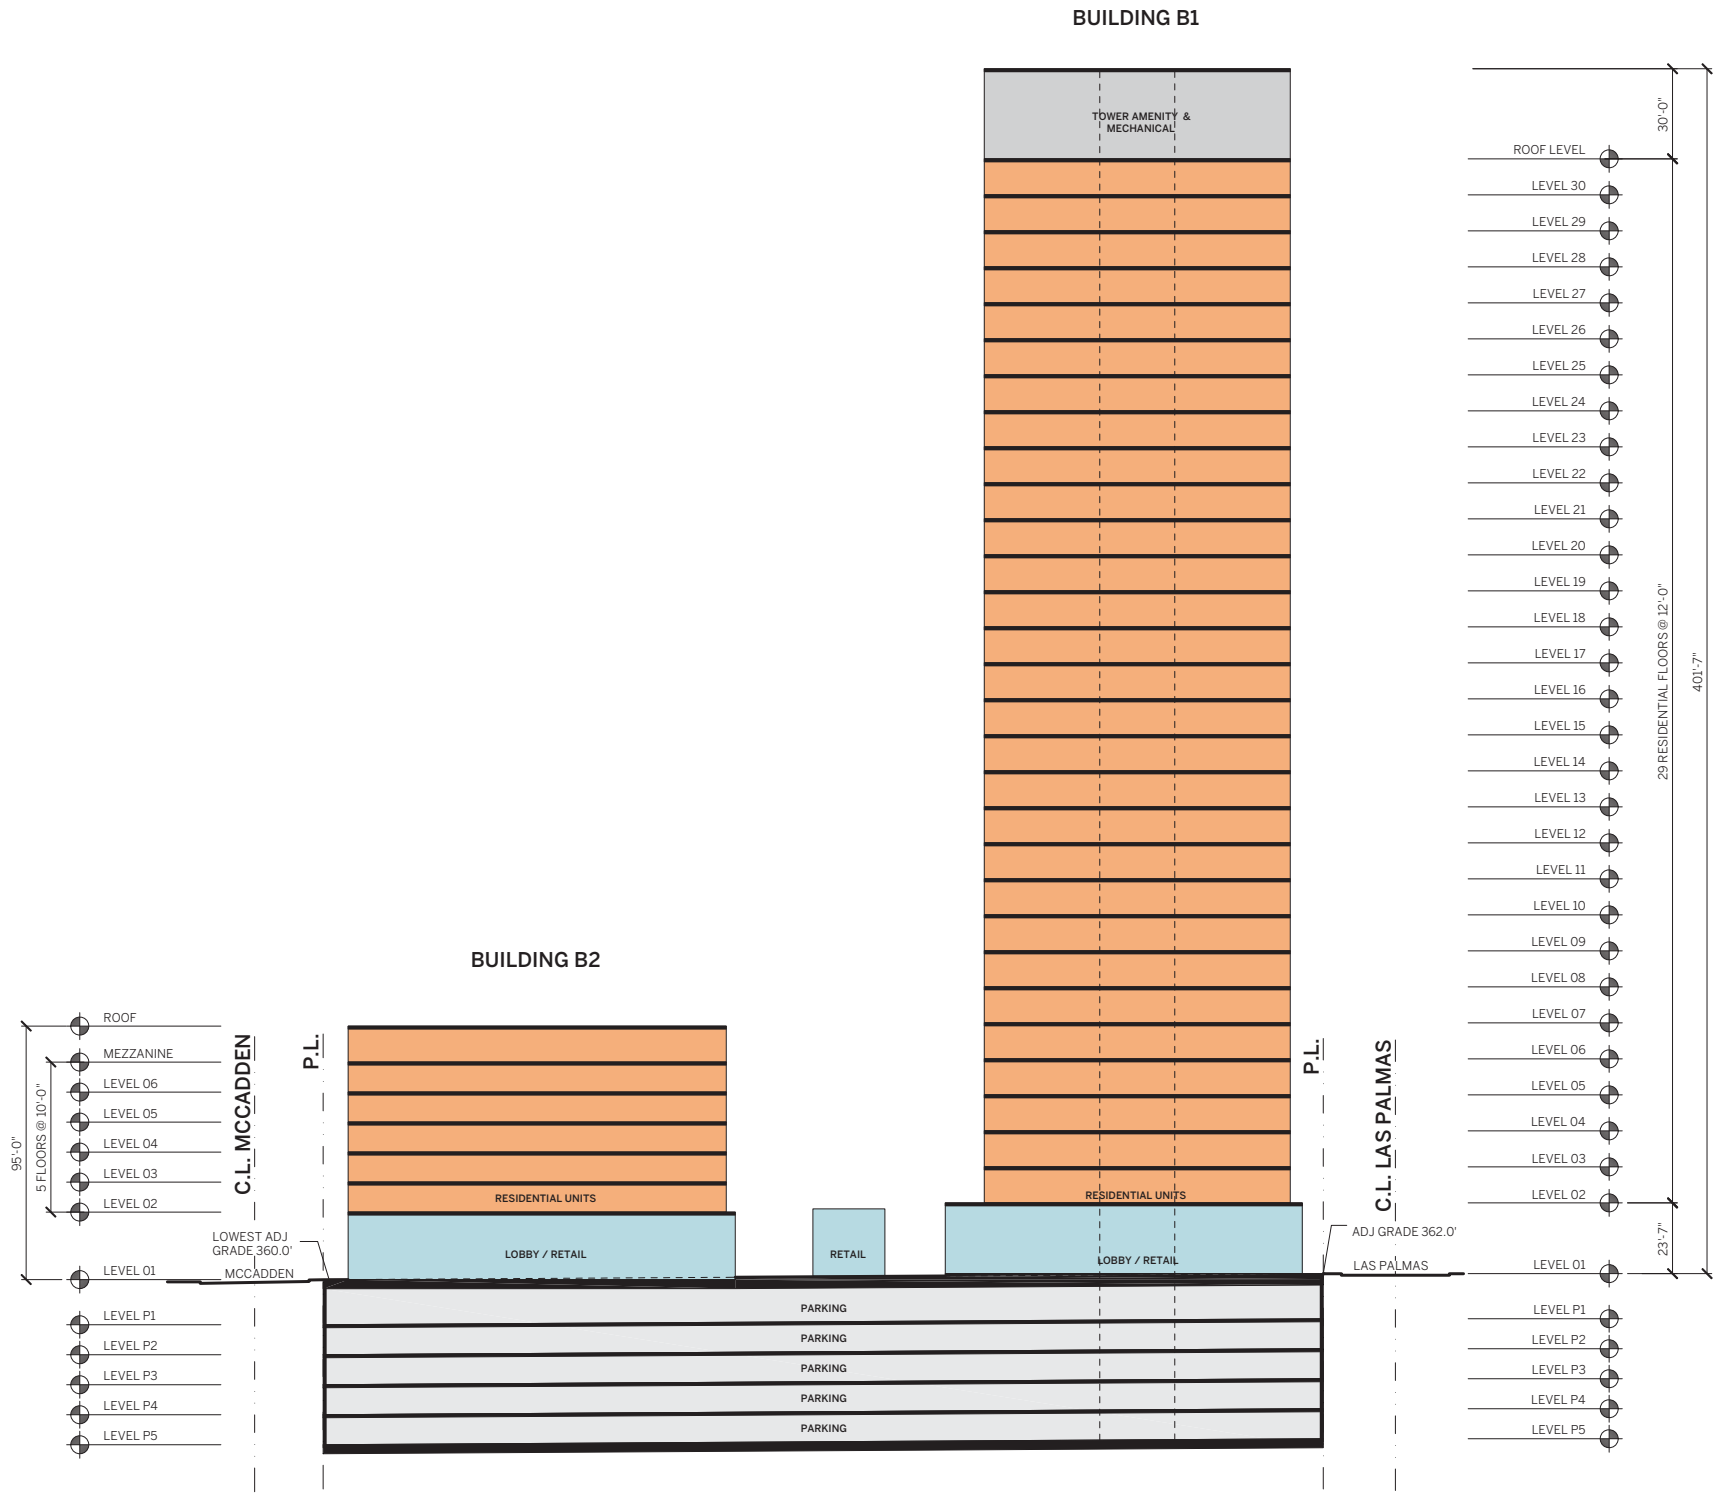 BUILDING B1
TOWER AMENITY &
MECHANICAL
30'-0"
ROOF LEVEL
LEVEL 30
LEVEL 29
LEVEL 28
LEVEL 27
LEVEL 26
LEVEL 25
LEVEL 24
LEVEL 23
LEVEL 22
LEVEL 21
LEVEL 20
LEVEL 19
LEVEL 18
LEVEL 17
LEVEL 16
LEVEL 15
LEVEL 14
LEVEL 13
LEVEL 12
LEVEL 11
LEVEL 10
LEVEL 09
LEVEL 08
LEVEL 07
LEVEL 06
LEVEL 05
LEVEL 04
LEVEL 03
LEVEL 02
LEVEL 01
LEVEL P1
LEVEL P2
LEVEL P3
LEVEL P4
LEVEL P5
29 RESIDENTIAL FLOORS @ 12'-0"
401'-7"
23'-7"
BUILDING B2
ROOF
MEZZANINE
LEVEL 06
LEVEL 05
LEVEL 04
LEVEL 03
LEVEL 02
LEVEL 01
LEVEL P1
LEVEL P2
LEVEL P3
LEVEL P4
LEVEL P5
95'-0"
5 FLOORS @ 10'-0"
C.L. MCCADDEN
P.L.
LOWEST ADJ
GRADE 360.0'
MCCADDEN
RESIDENTIAL UNITS
LOBBY / RETAIL
RETAIL
RESIDENTIAL UNITS
LOBBY / RETAIL
P.L.
C.L. LAS PALMAS
ADJ GRADE 362.0'
LAS PALMAS
PARKING
PARKING
PARKING
PARKING
PARKING